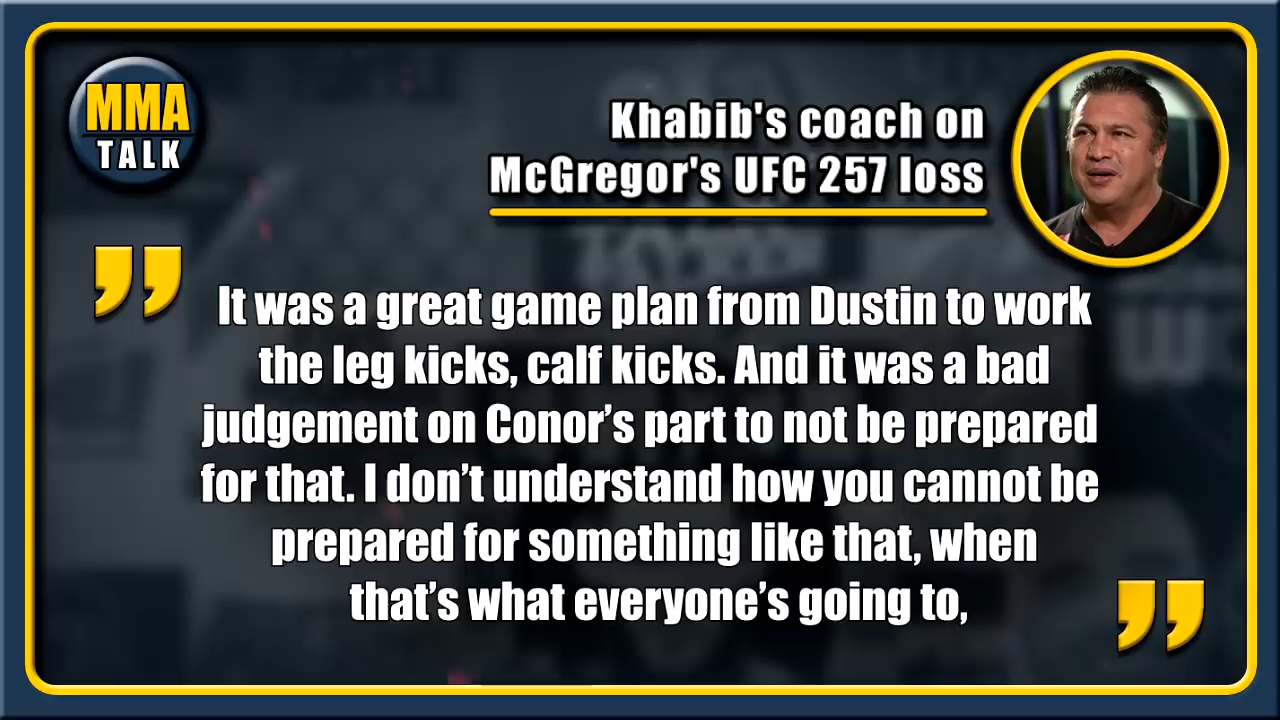 MMA
TALK
Khabib's coach on
McGregor's UFC 257 loss
It was a great game plan from Dustin to work
the leg kicks, calf kicks. And it was a bad
judgement on Conor’s part to not be prepared
for that. I don’t understand how you cannot be
prepared for something like that, when
that’s what everyone’s going to,